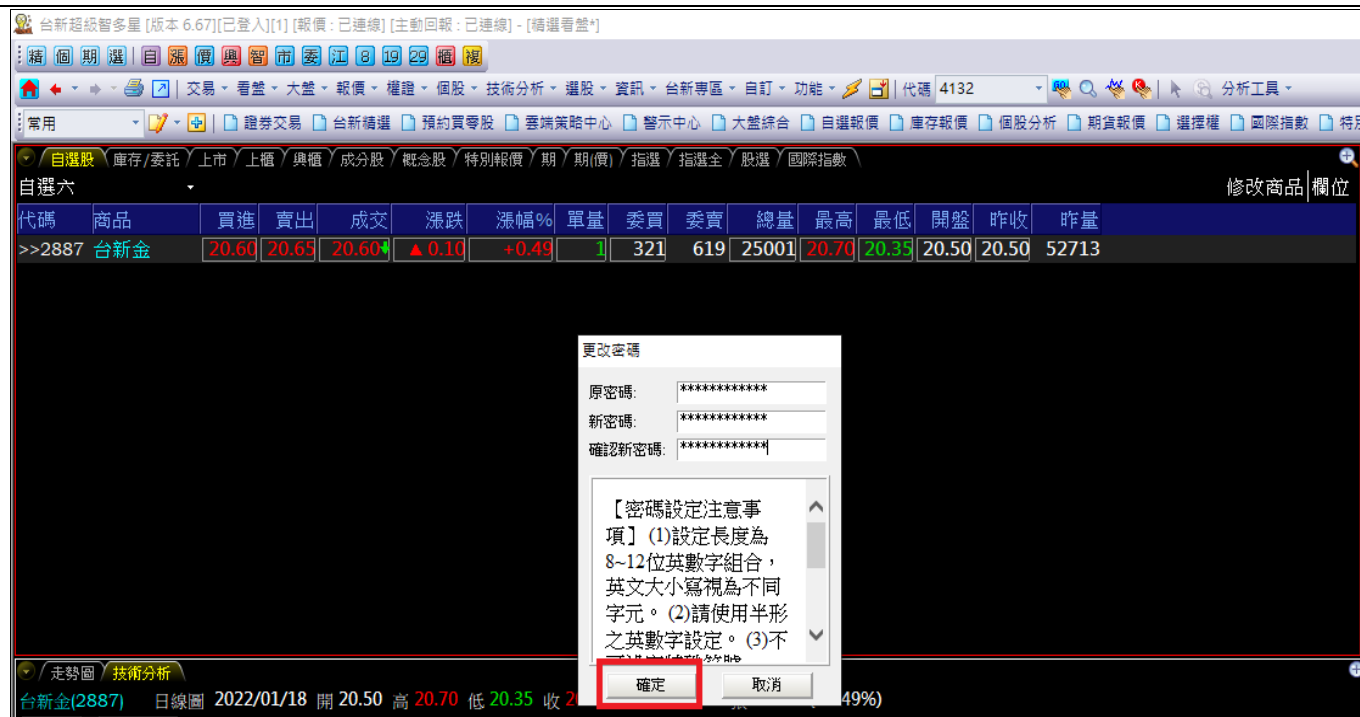 台新超級智多星 [版本 6.67][已登入][1] [報價 : 已連線] [主動回報 : 已連線] - [精選看盤*]
精 個 期 選 自 漲 價 興 智 市 委 江 8 19 29 櫃 複
交易 看盤 大盤 報價 權證 個股 技術分析 選股 資訊 台新專區 自訂 功能 代碼 4132 分析工具
常用 證券交易 台新精選 預約買零股 雲端策略中心 警示中心 大盤綜合 自選報價 庫存報價 個股分析 期貨報價 選擇權 國際指數 特
自選股 庫存/委託 上市 上櫃 興櫃 成分股 概念股 特別報價 期 期(價) 指選 指選全 股選 國際指數
自選六 修改商品 欄位
代碼 商品 買進 賣出 成交 漲跌 漲幅% 單量 委買 委賣 總量 最高 最低 開盤 昨收 昨量
>>2887 台新金 20.60 20.65 20.60 ▲0.10 +0.49 1 321 619 25001 20.70 20.35 20.50 20.50 52713
更改密碼
原密碼: ************
新密碼: ************
確認新密碼: ************
【密碼設定注意事
項】 (1)設定長度為
8~12位英數字組合，
英文大小寫視為不同
字元。 (2)請使用半形
之英數字設定。 (3)不
確定 取消
走勢圖 技術分析
台新金(2887) 日線圖 2022/01/18 開 20.50 高 20.70 低 20.35 收 49%)